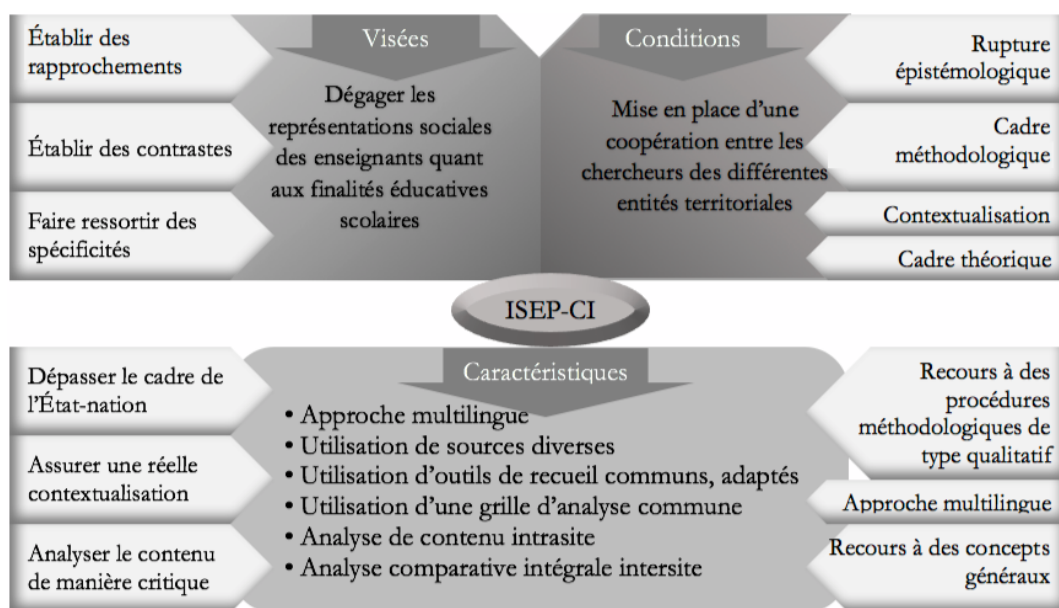 Établir des
rapprochements
Établir des contrastes
Faire ressortir des
spécificités
Visées
Dégager les
représentations sociales
des enseignants quant
aux finalités éducatives
scolaires
Conditions
Mise en place d'une
coopération entre les
chercheurs des différentes
entités territoriales
Rupture
épistémologique
Cadre
méthodologique
Contextualisation
Cadre théorique
ISEP-CI
Dépasser le cadre de
l'État-nation
Assurer une réelle
contextualisation
Analyser le contenu
de manière critique
Caractéristiques
• Approche multilingue
• Utilisation de sources diverses
• Utilisation d'outils de recueil communs, adaptés
• Utilisation d'une grille d'analyse commune
• Analyse de contenu intrasite
• Analyse comparative intégrale intersite
Recours à des
procédures
méthodologiques de
type qualitatif
Approche multilingue
Recours à des concepts
généraux